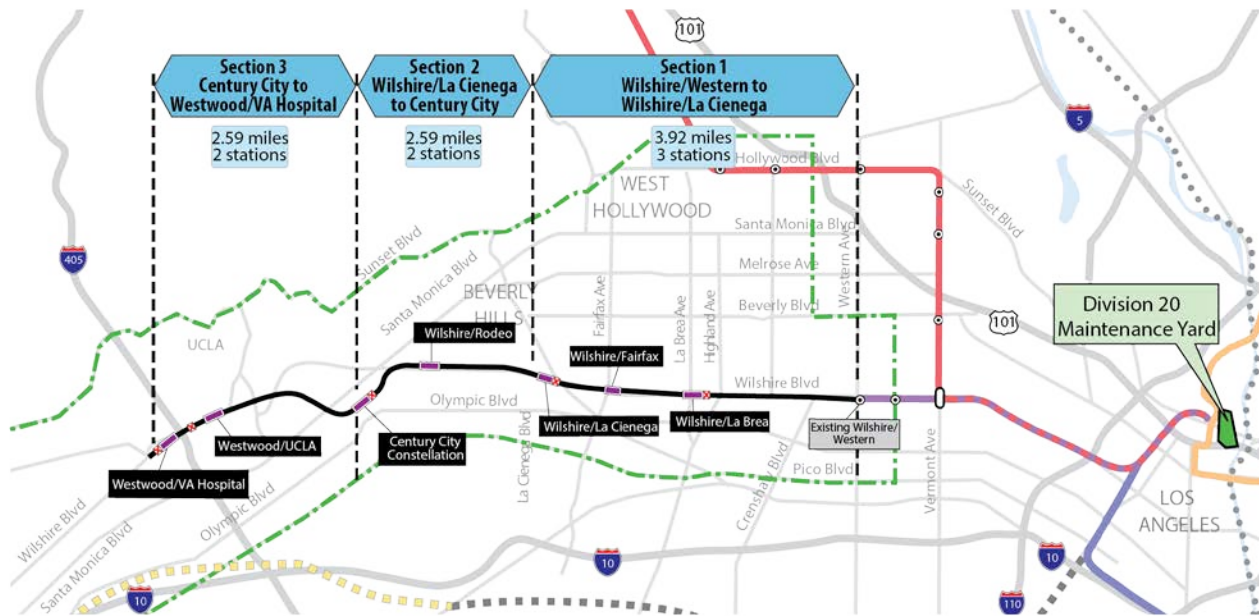 101
Section 3
Century City to
Westwood/VA Hospital
2.59 miles
2 stations
Section 2
Wilshire/La Cienega
to Century City
2.59 miles
2 stations
Section 1
Wilshire/Western to
Wilshire/La Cienega
3.92 miles
3 stations
5
Hollywood Blvd
WEST
HOLLYWOOD
Sunset Blvd
Santa Monica Blvd
405
Sunset Blvd
Santa Monica Blvd
Melrose Ave
Western Ave
BEVERLY
HILLS
Fairfax Ave
La Brea Ave
Highland Ave
Beverly Blvd
101
Division 20
Maintenance Yard
UCLA
Wilshire/Rodeo
Wilshire/Fairfax
Wilshire Blvd
Olympic Blvd
Westwood/UCLA
Century City
Constellation
Wilshire/La Cienega
Wilshire/La Brea
Existing Wilshire/
Western
Westwood/VA Hospital
La Cienega Blvd
Crenshaw Blvd
Pico Blvd
Vermont Ave
LOS
ANGELES
Wilshire Blvd
Santa Monica Blvd
Olympic Blvd
10
10
10
110